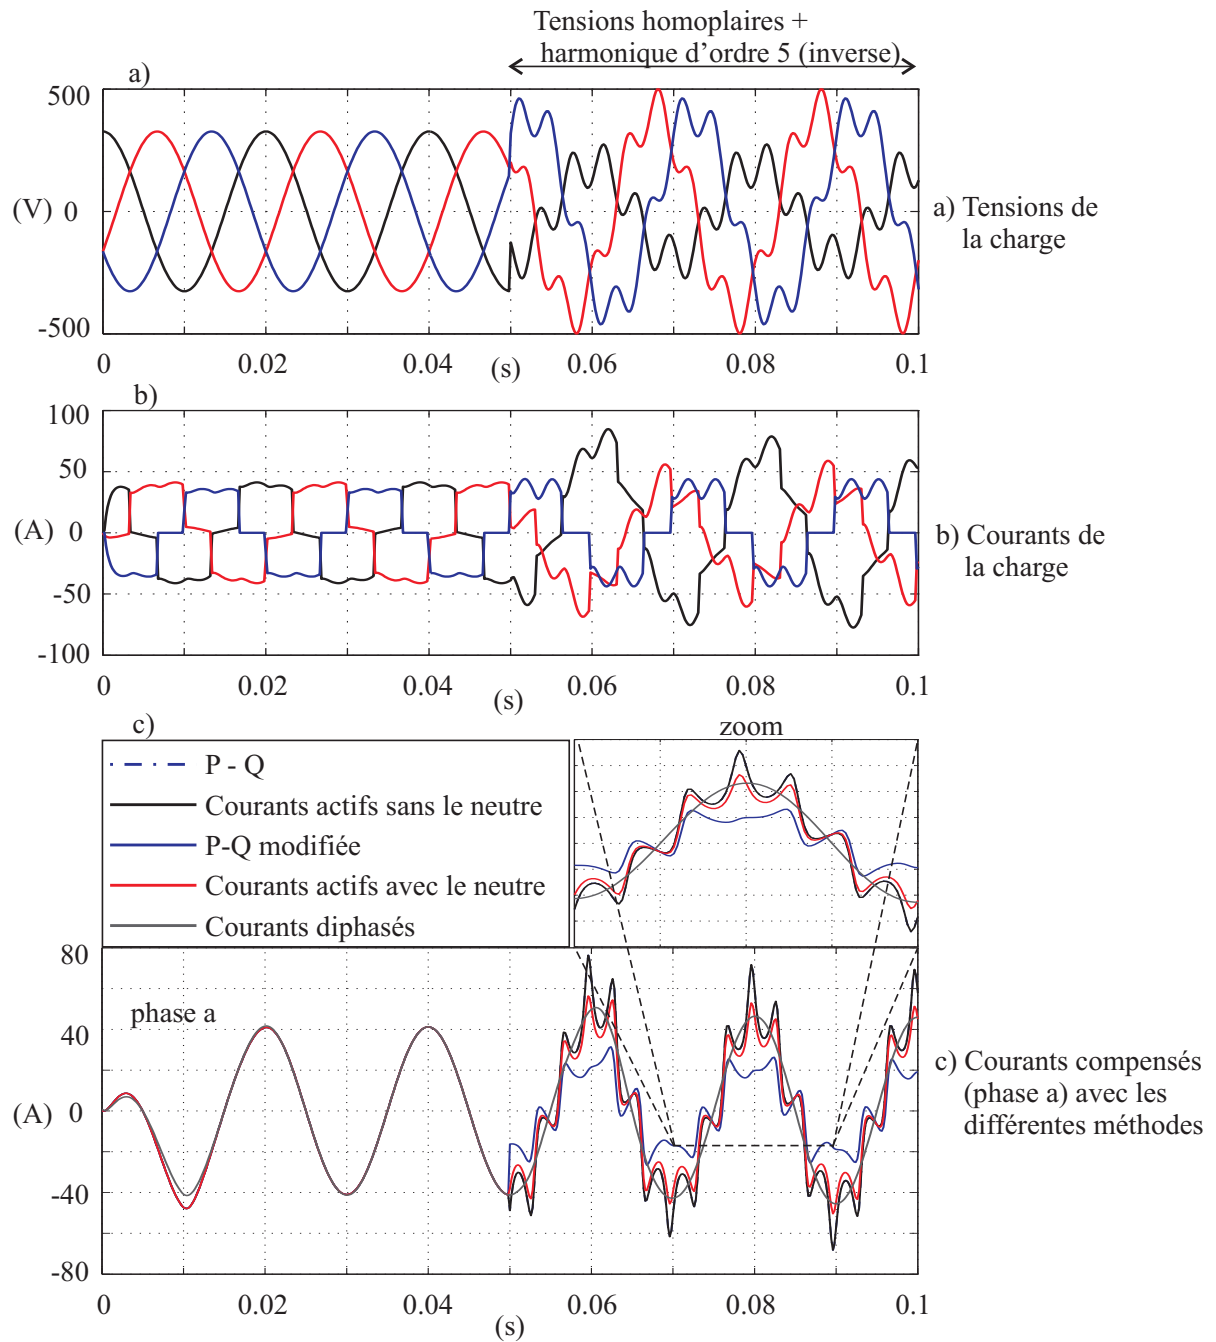 Tensions homoplaires +
harmonique d'ordre 5 (inverse)
a)
500
(V)
0
-500
0
0.02
0.04
(s)
0.06
0.08
0.1
a) Tensions de
la charge
b)
100
50
(A)
0
-50
-100
0
0.02
0.04
(s)
0.06
0.08
0.1
b) Courants de
la charge
c)
zoom
P - Q
Courants actifs sans le neutre
P-Q modifiée
Courants actifs avec le neutre
Courants diphasés
80
phase a
40
(A)
0
-40
-80
0
0.02
0.04
(s)
0.06
0.08
0.1
c) Courants compensés
(phase a) avec les
différentes méthodes